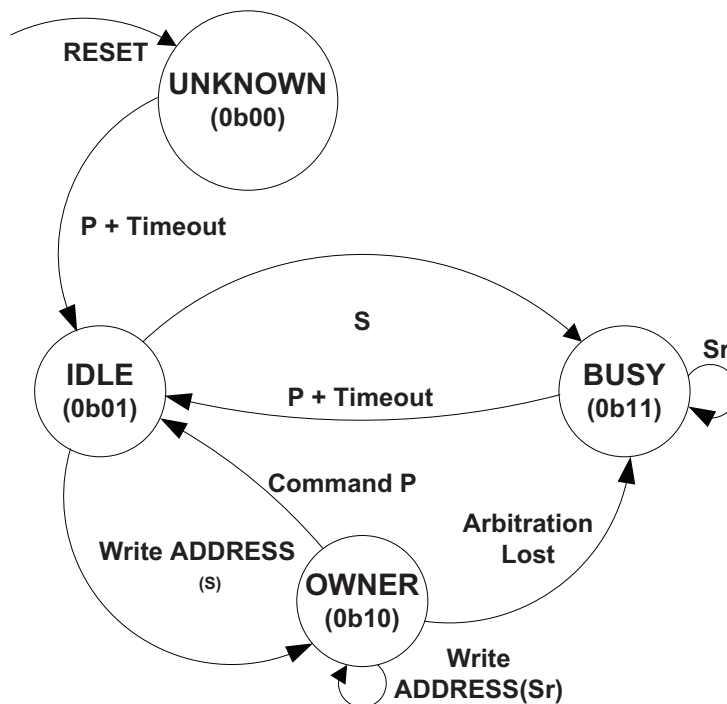 RESET
UNKNOWN
(0b00)
P + Timeout
S
IDLE
(0b01)
BUSY
(0b11)
Sr
P + Timeout
Command P
Write ADDRESS
(S)
Arbitration
Lost
OWNER
(0b10)
Write
ADDRESS(Sr)